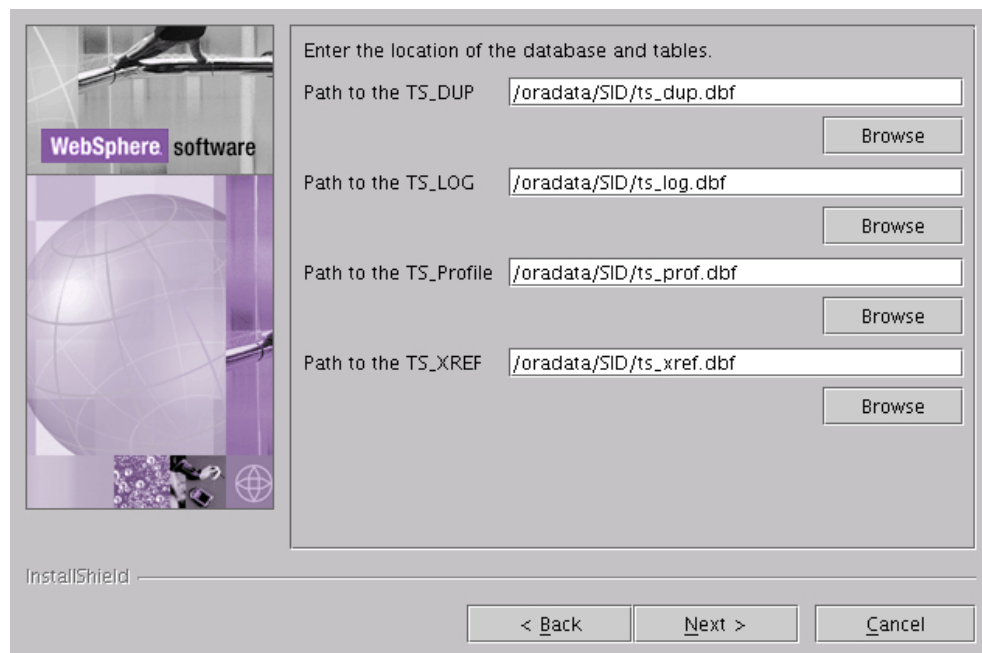 WebSphere software
Enter the location of the database and tables.
Path to the TS_DUP /oradata/SID/ts_dup.dbf
Browse
Path to the TS_LOG /oradata/SID/ts_log.dbf
Browse
Path to the TS_Profile /oradata/SID/ts_prof.dbf
Browse
Path to the TS_XREF /oradata/SID/ts_xref.dbf
Browse
InstallShield
< Back Next > Cancel